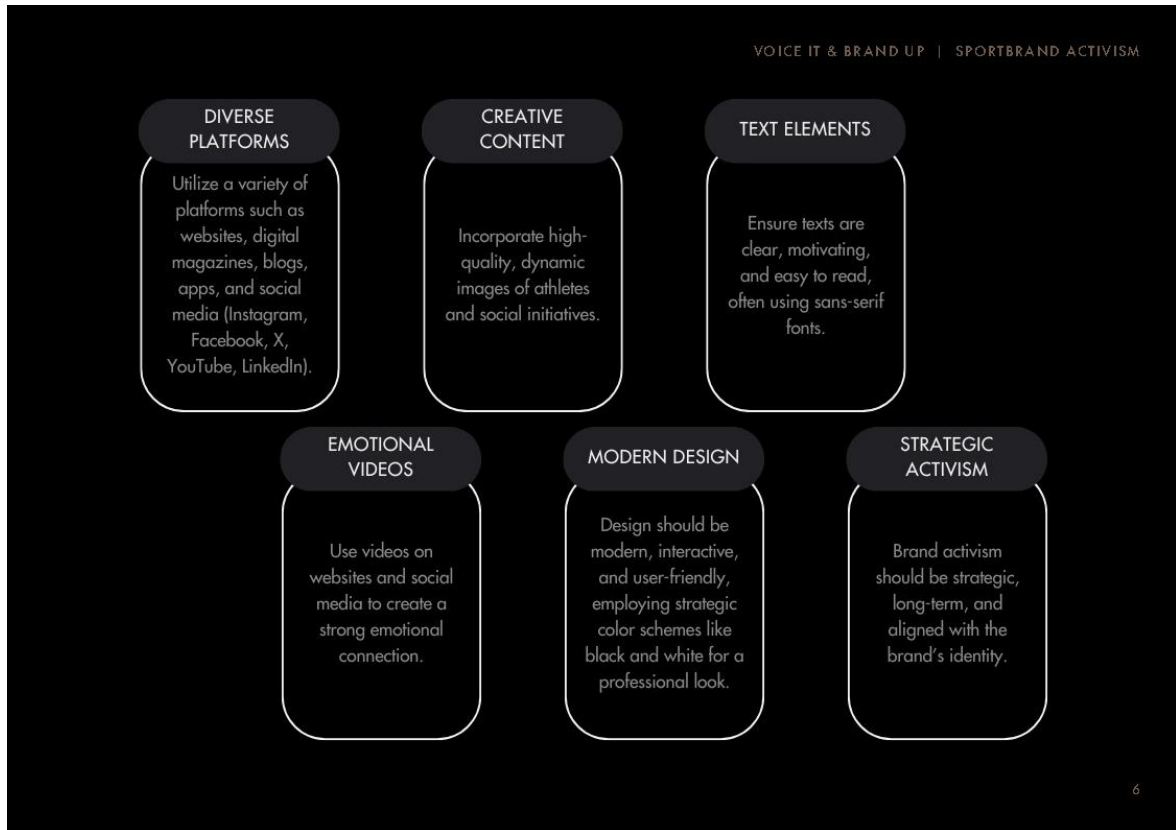 VOICE IT & BRAND UP | SPORTBRAND ACTIVISM
DIVERSE
PLATFORMS
Utilize a variety of
platforms such as
websites, digital
magazines, blogs,
apps, and social
media (Instagram,
Facebook, X,
YouTube, LinkedIn).
CREATIVE
CONTENT
Incorporate high-
quality, dynamic
images of athletes
and social initiatives.
TEXT ELEMENTS
Ensure texts are
clear, motivating,
and easy to read,
often using sans-serif
fonts.
EMOTIONAL
VIDEOS
Use videos on
websites and social
media to create a
strong emotional
connection.
MODERN DESIGN
Design should be
modern, interactive,
and user-friendly,
employing strategic
color schemes like
black and white for a
professional look.
STRATEGIC
ACTIVISM
Brand activism
should be strategic,
long-term, and
aligned with the
brand's identity.
6